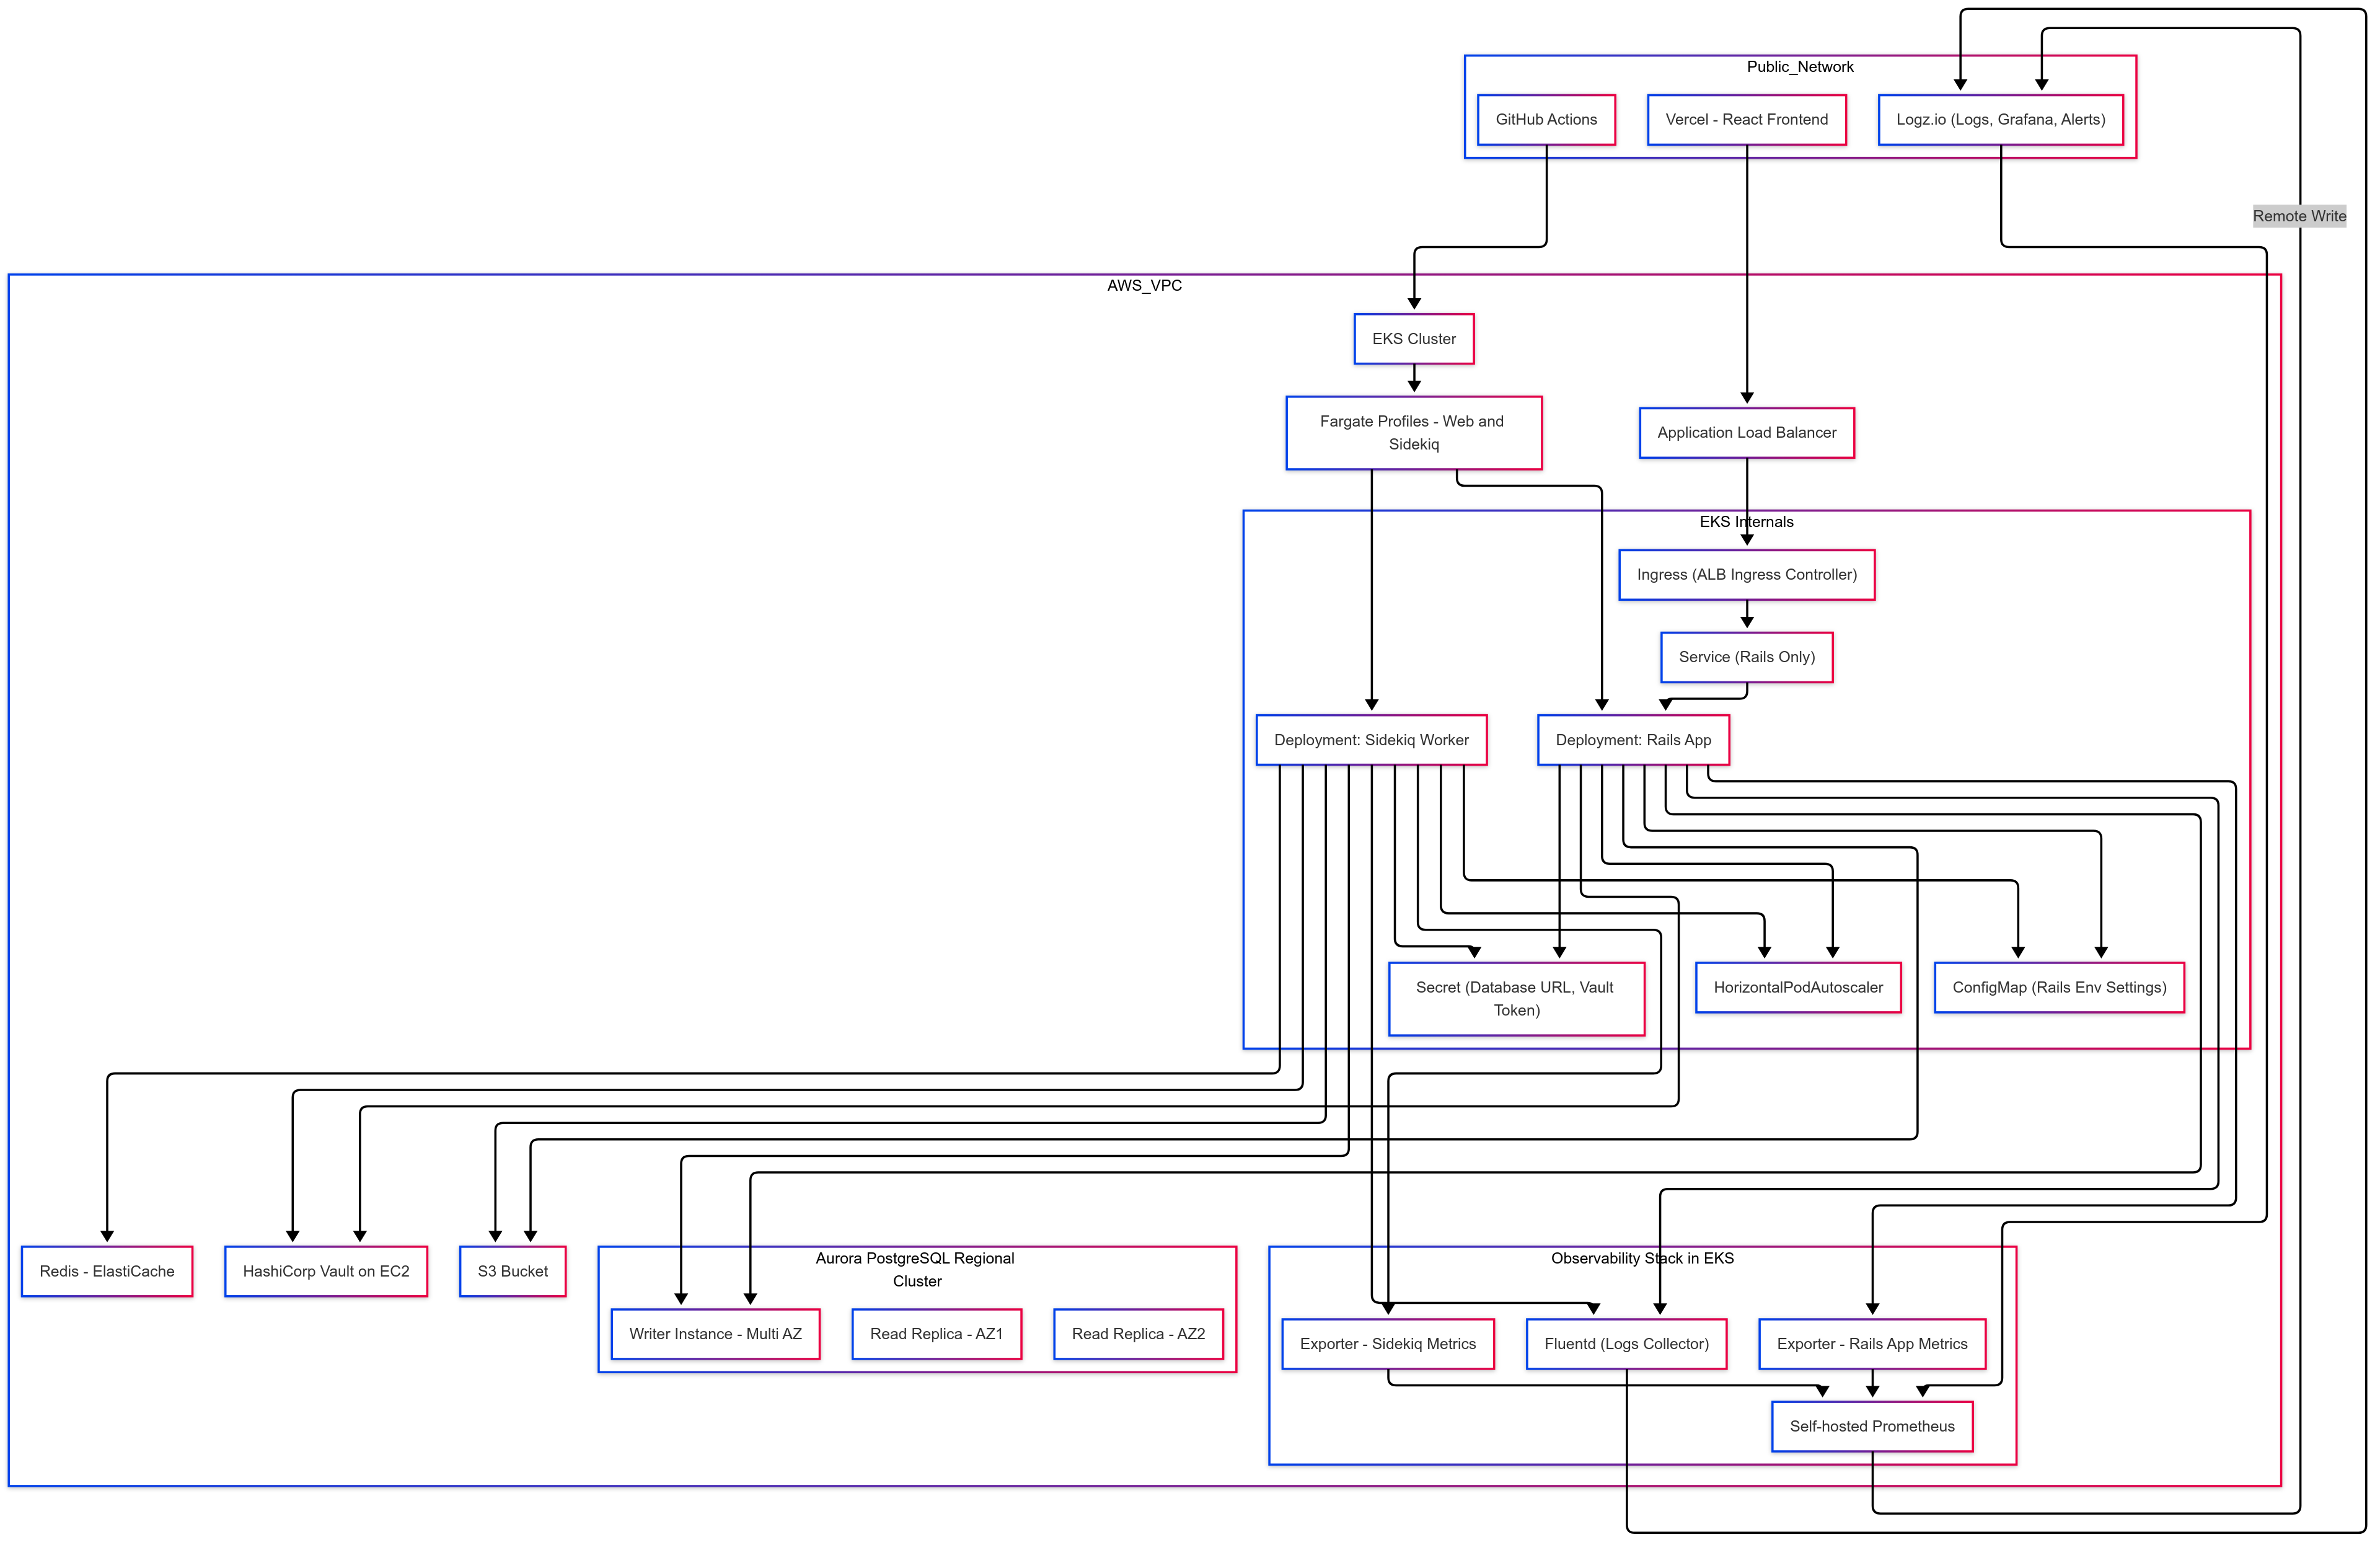 Public_Network
GitHub Actions
Vercel - React Frontend
Logz.io (Logs, Grafana, Alerts)
Remote Write
AWS_VPC
EKS Cluster
Fargate Profiles - Web and
Sidekiq
Application Load Balancer
EKS Internals
Ingress (ALB Ingress Controller)
Service (Rails Only)
Deployment: Sidekiq Worker
Deployment: Rails App
Secret (Database URL, Vault
Token)
HorizontalPodAutoscaler
ConfigMap (Rails Env Settings)
Redis - ElastiCache
HashiCorp Vault on EC2
S3 Bucket
Aurora PostgreSQL Regional
Cluster
Writer Instance - Multi AZ
Read Replica - AZ1
Read Replica - AZ2
Observability Stack in EKS
Exporter - Sidekiq Metrics
Fluentd (Logs Collector)
Exporter - Rails App Metrics
Self-hosted Prometheus